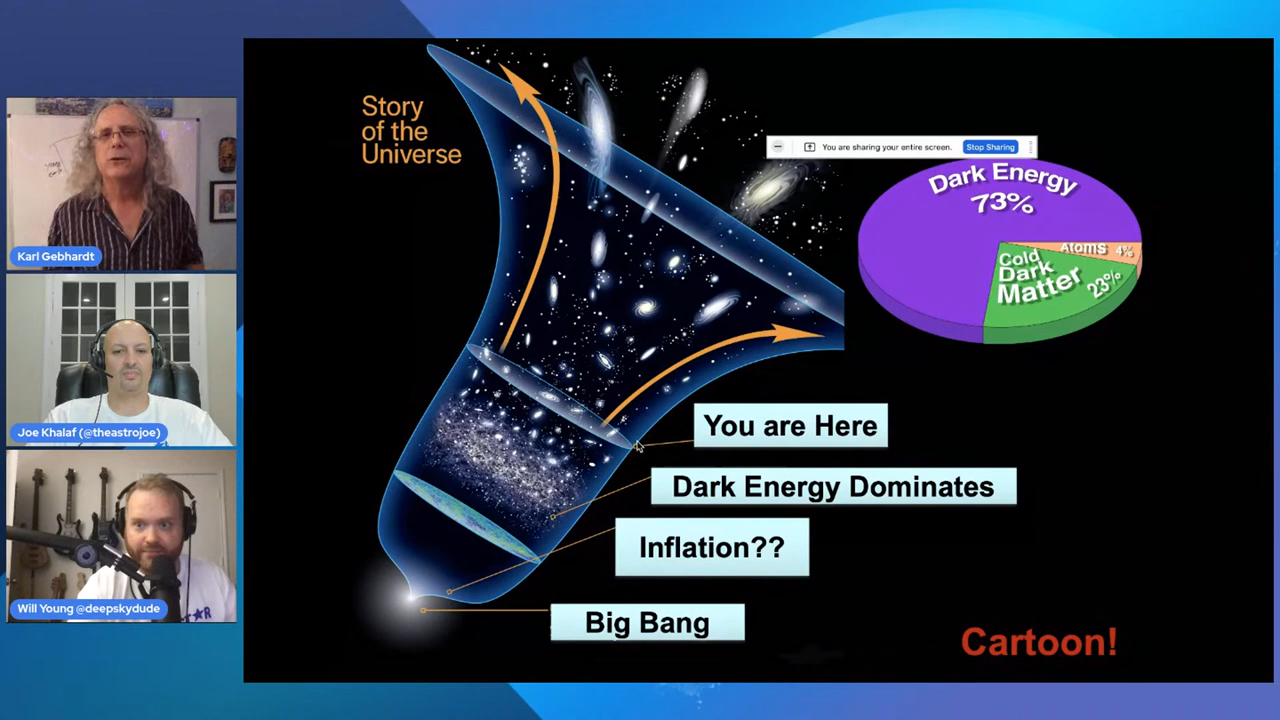 Karl Gebhardt
Joe Khalaf (@theastrojoe)
Will Young @deepskydude
Story
of the
Universe
You are sharing your entire screen.
Stop Sharing
Dark Energy
73%
Atoms 4%
Cold
Dark
Matter 23%
You are Here
Dark Energy Dominates
Inflation??
Big Bang
Cartoon!